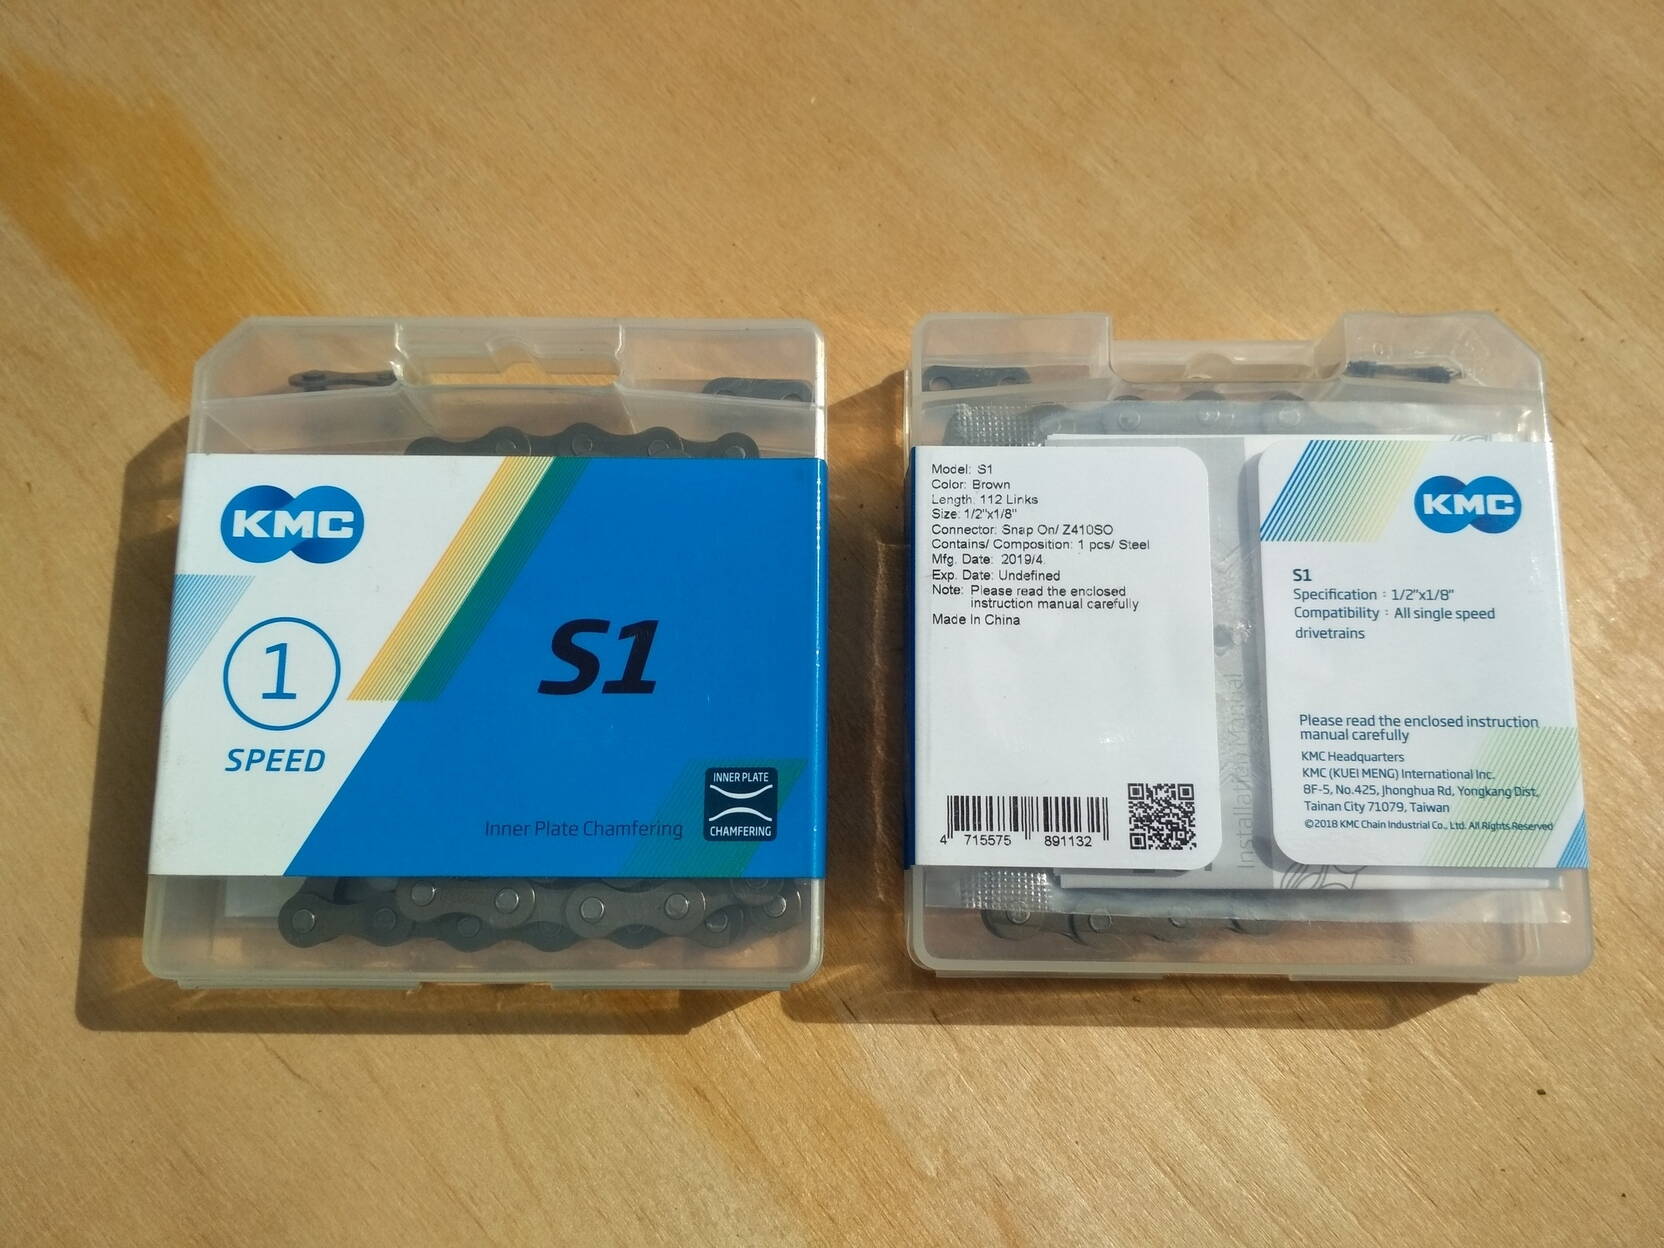 KMC
1
SPEED
S1
Inner Plate Chamfering
INNER PLATE
CHAMFERING
Model: S1
Color: Brown
Length: 112 Links
Size: 1/2"x1/8"
Connector: Snap On/ Z410SO
Contains/ Composition: 1 pcs/ Steel
Mfg. Date: 2019/4
Exp. Date: Undefined
Note: Please read the enclosed
instruction manual carefully
Made In China
4 715575 891132
Installation Manual
KMC
S1
Specification : 1/2"x1/8"
Compatibility : All single speed
drivetrains
Please read the enclosed instruction
manual carefully
KMC Headquarters
KMC (KUEI MENG) International Inc.
8F-5, No.425, Jhonghua Rd, Yongkang Dist.,
Tainan City 71079, Taiwan
©2018 KMC Chain Industrial Co., Ltd. All Rights Reserved